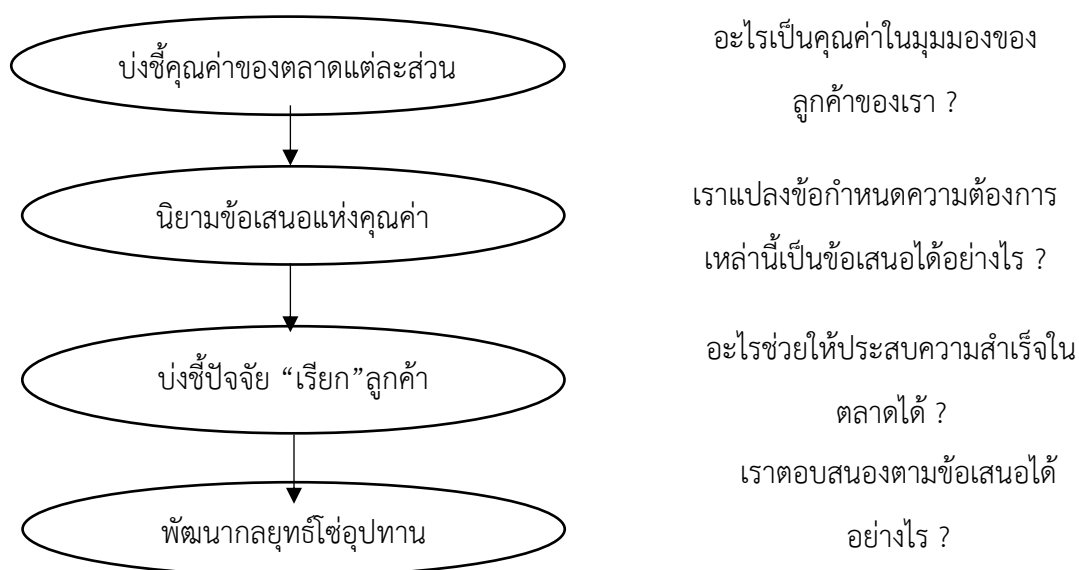 บ่งชี้คุณค่าของตลาดแต่ละส่วน
อะไรเป็นคุณค่าในมุมมองของ
ลูกค้าของเรา ?
นิยามข้อเสนอแห่งคุณค่า
เราแปลงข้อกำหนดความต้องการ
เหล่านี้เป็นข้อเสนอได้อย่างไร ?
บ่งชี้ปัจจัย “เรียก”ลูกค้า
อะไรช่วยให้ประสบความสำเร็จใน
ตลาดได้ ?
พัฒนากลยุทธ์โซ่อุปทาน
เราตอบสนองตามข้อเสนอได้
อย่างไร ?